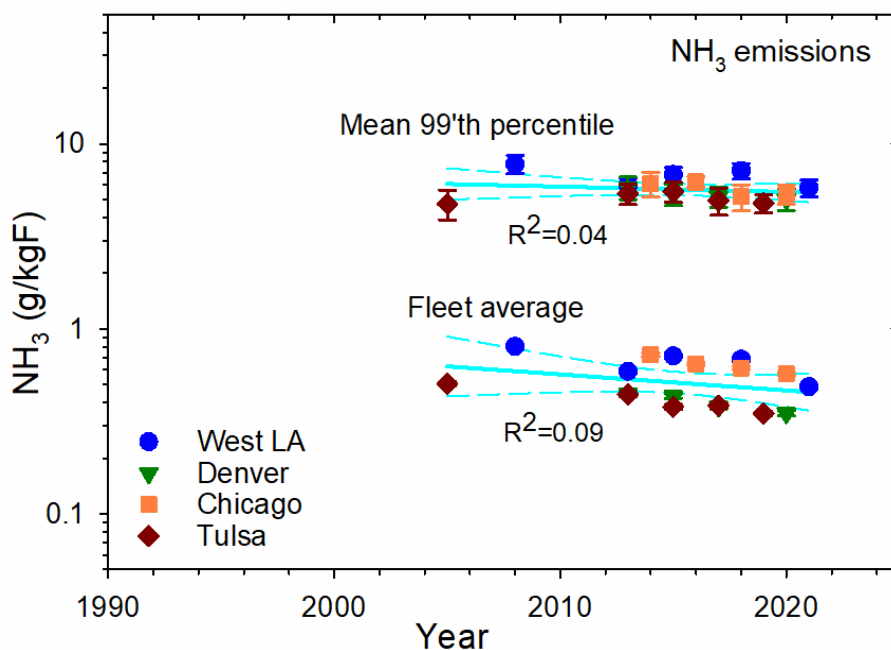 NH3 emissions
Mean 99'th percentile
10
R2=0.04
NH3 (g/kgF)
Fleet average
1
R2=0.09
West LA
Denver
Chicago
Tulsa
0.1
1990 2000 2010 2020
Year